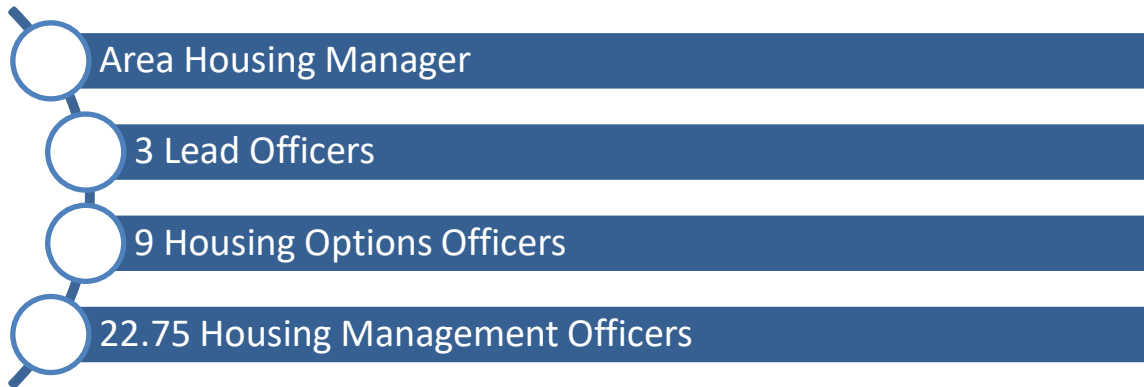 Area Housing Manager
3 Lead Officers
9 Housing Options Officers
22.75 Housing Management Officers